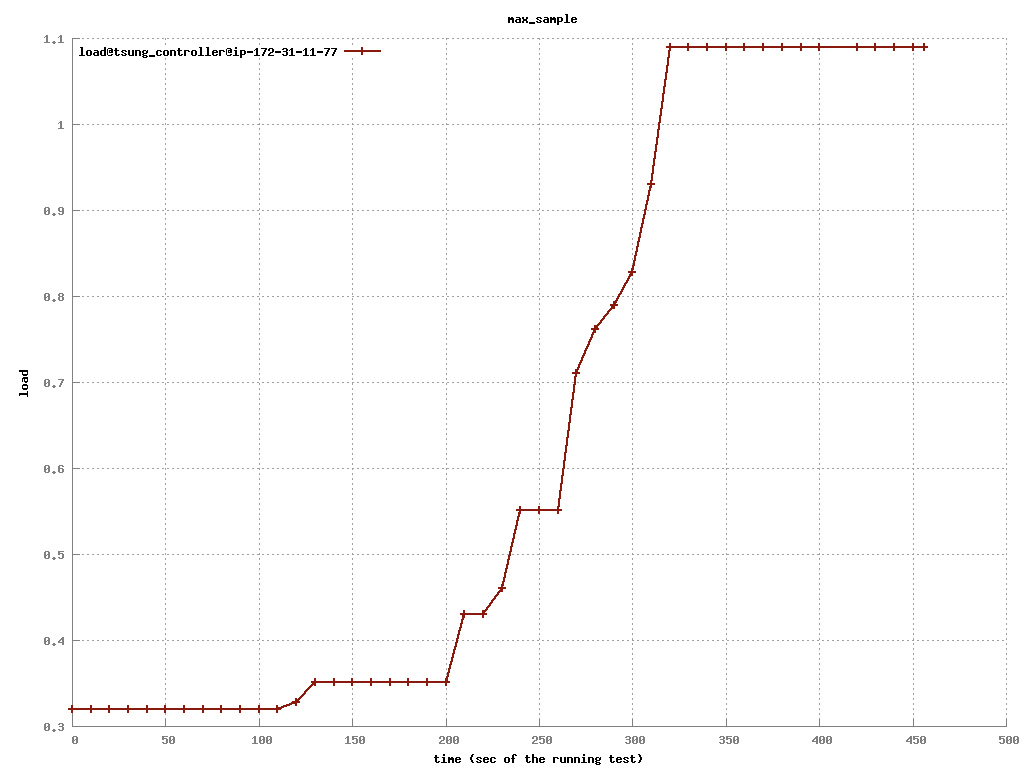 max_sample
load@tsung_controller@ip-172-31-11-77
1.1
1
0.9
0.8
0.7
0.6
0.5
0.4
0.3
load
0 50 100 150 200 250 300 350 400 450 500
time (sec of the running test)